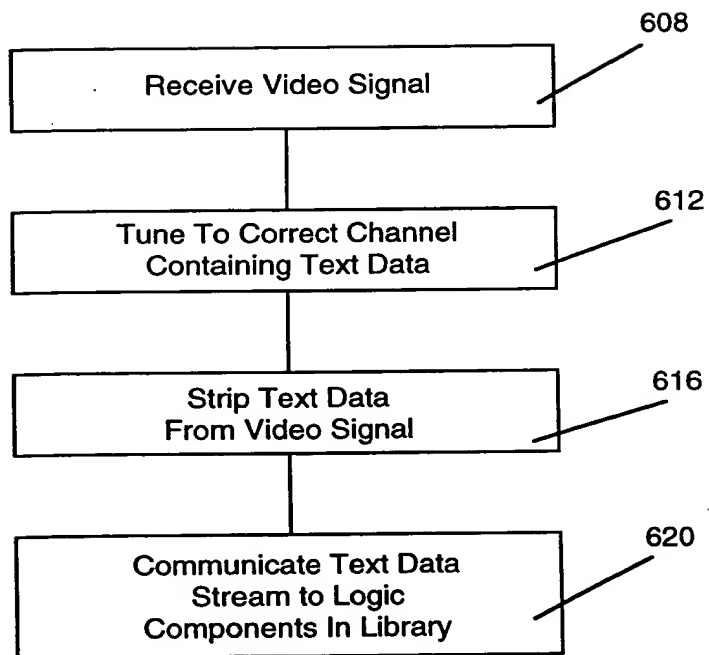 608
Receive Video Signal
612
Tune To Correct Channel
Containing Text Data
616
Strip Text Data
From Video Signal
620
Communicate Text Data
Stream to Logic
Components In Library